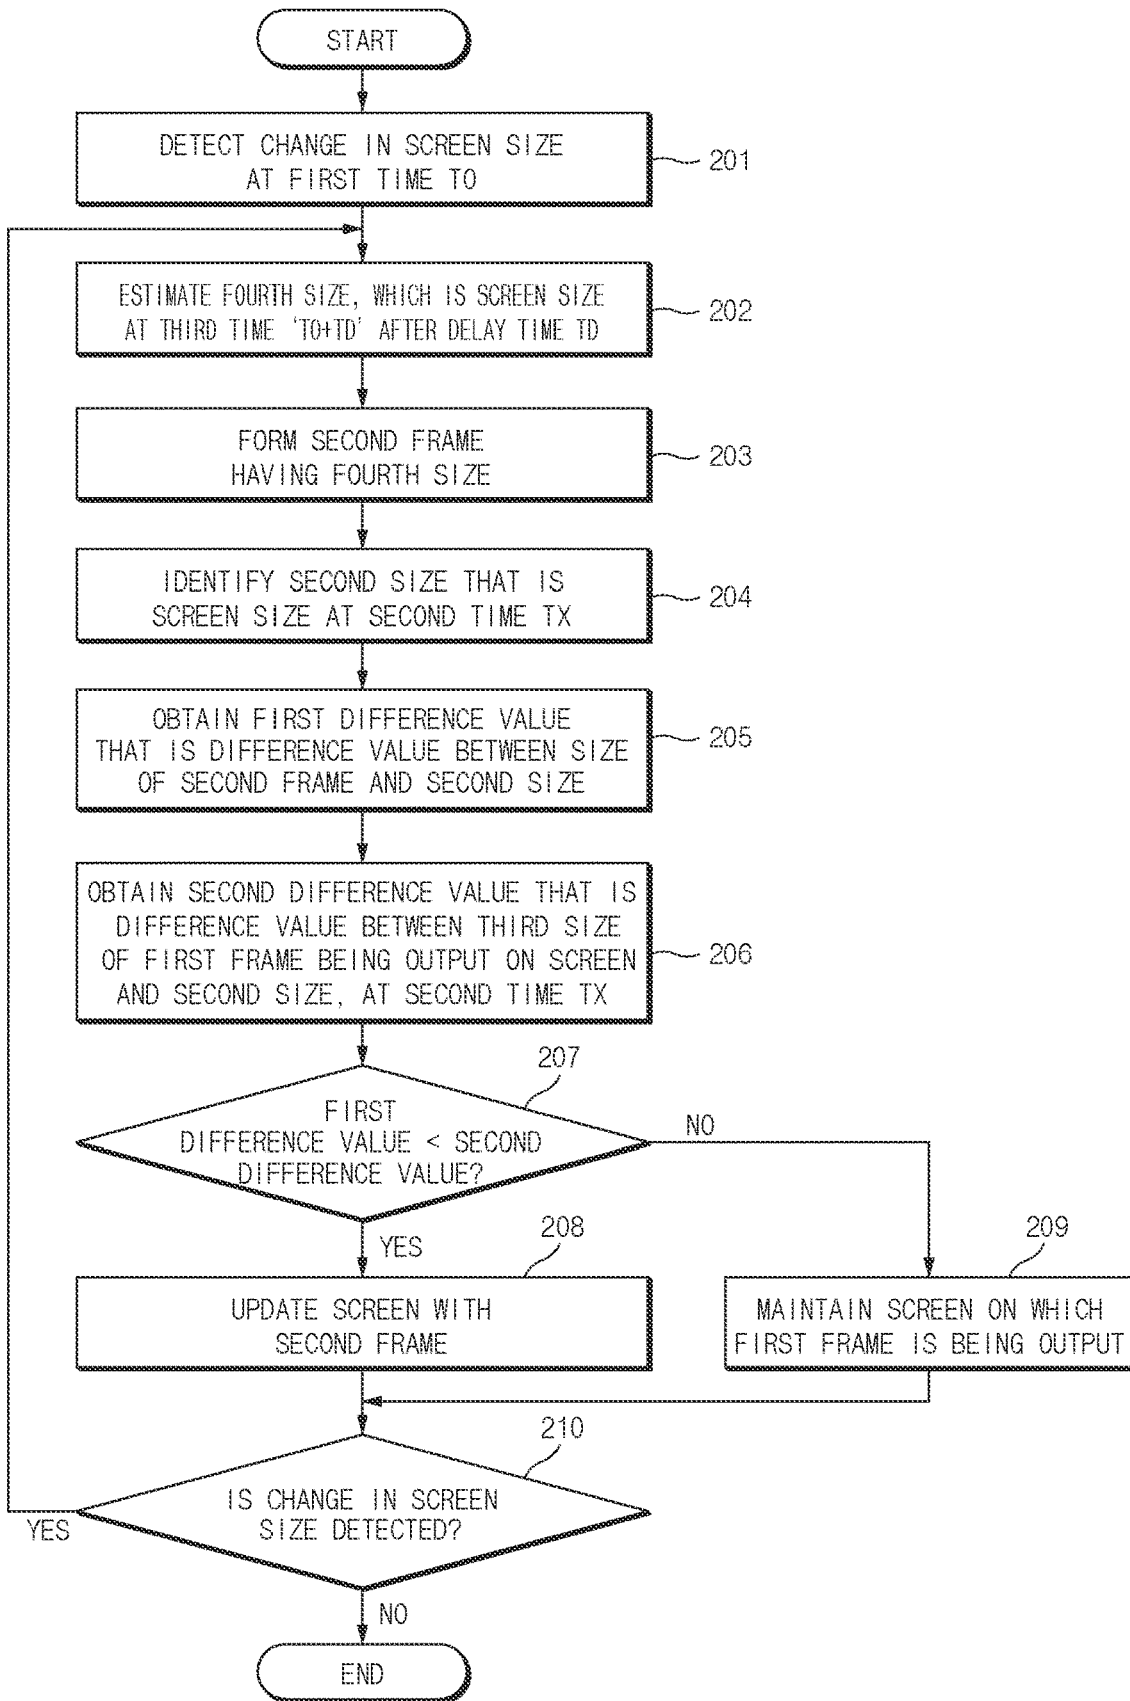 START
DETECT CHANGE IN SCREEN SIZE
AT FIRST TIME T0
201
ESTIMATE FOURTH SIZE, WHICH IS SCREEN SIZE
AT THIRD TIME 'T0+TD' AFTER DELAY TIME TD
202
FORM SECOND FRAME
HAVING FOURTH SIZE
203
IDENTIFY SECOND SIZE THAT IS
SCREEN SIZE AT SECOND TIME TX
204
OBTAIN FIRST DIFFERENCE VALUE
THAT IS DIFFERENCE VALUE BETWEEN SIZE
OF SECOND FRAME AND SECOND SIZE
205
OBTAIN SECOND DIFFERENCE VALUE THAT IS
DIFFERENCE VALUE BETWEEN THIRD SIZE
OF FIRST FRAME BEING OUTPUT ON SCREEN
AND SECOND SIZE, AT SECOND TIME TX
206
207
FIRST
DIFFERENCE VALUE < SECOND
DIFFERENCE VALUE?
NO
YES
208
UPDATE SCREEN WITH
SECOND FRAME
209
MAINTAIN SCREEN ON WHICH
FIRST FRAME IS BEING OUTPUT
210
IS CHANGE IN SCREEN
SIZE DETECTED?
YES
NO
END